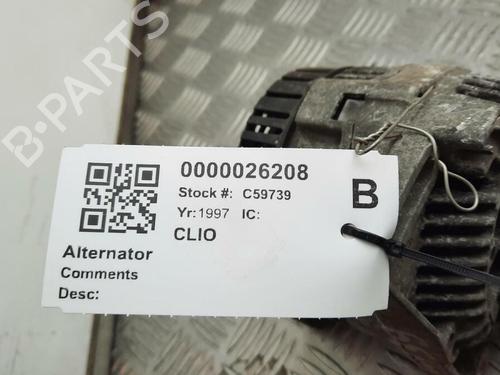 B-PARTS
0000026208
Stock #: C59739
B
Yr:1997 IC:
CLIO
Alternator
Comments
Desc: